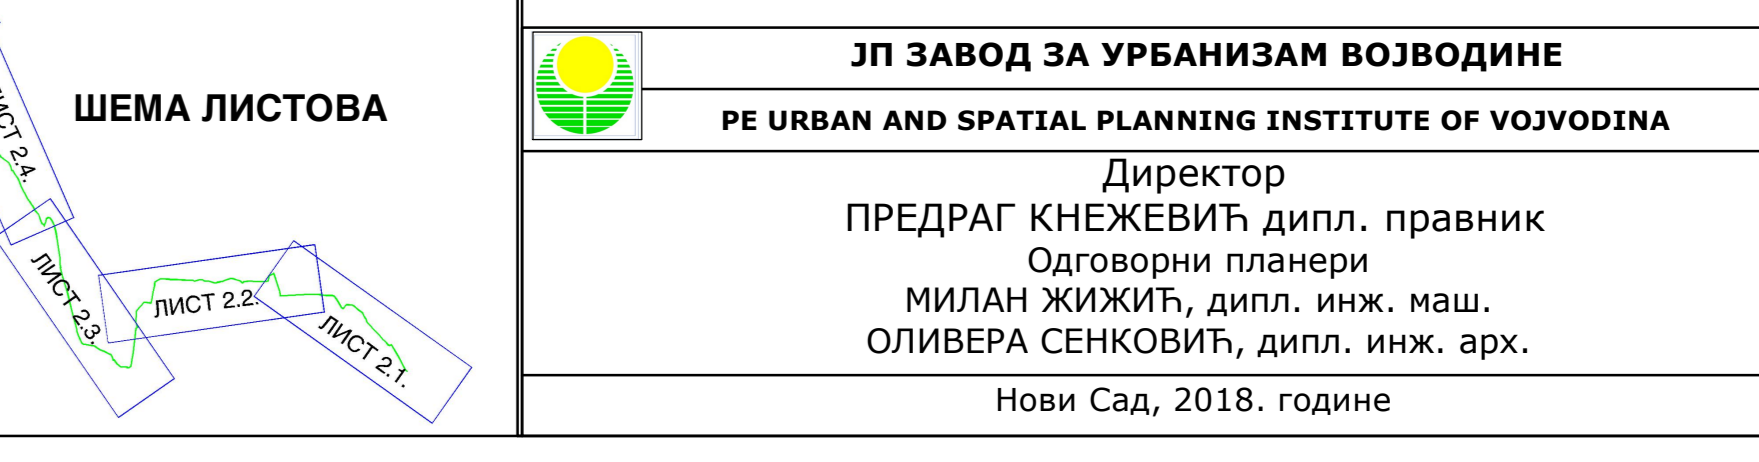 ШЕМА ЛИСТОВА
ЛИСТ 2.4.
ЛИСТ 2.3.
ЛИСТ 2.2.
ЛИСТ 2.1.
ЈП ЗАВОД ЗА УРБАНИЗАМ ВОЈВОДИНЕ
PE URBAN AND SPATIAL PLANNING INSTITUTE OF VOJVODINA
Директор
ПРЕДРАГ КНЕЖЕВИЋ дипл. правник
Одговорни планери
МИЛАН ЖИЖИЋ, дипл. инж. маш.
ОЛИВЕРА СЕНКОВИЋ, дипл. инж. арх.
Нови Сад, 2018. године